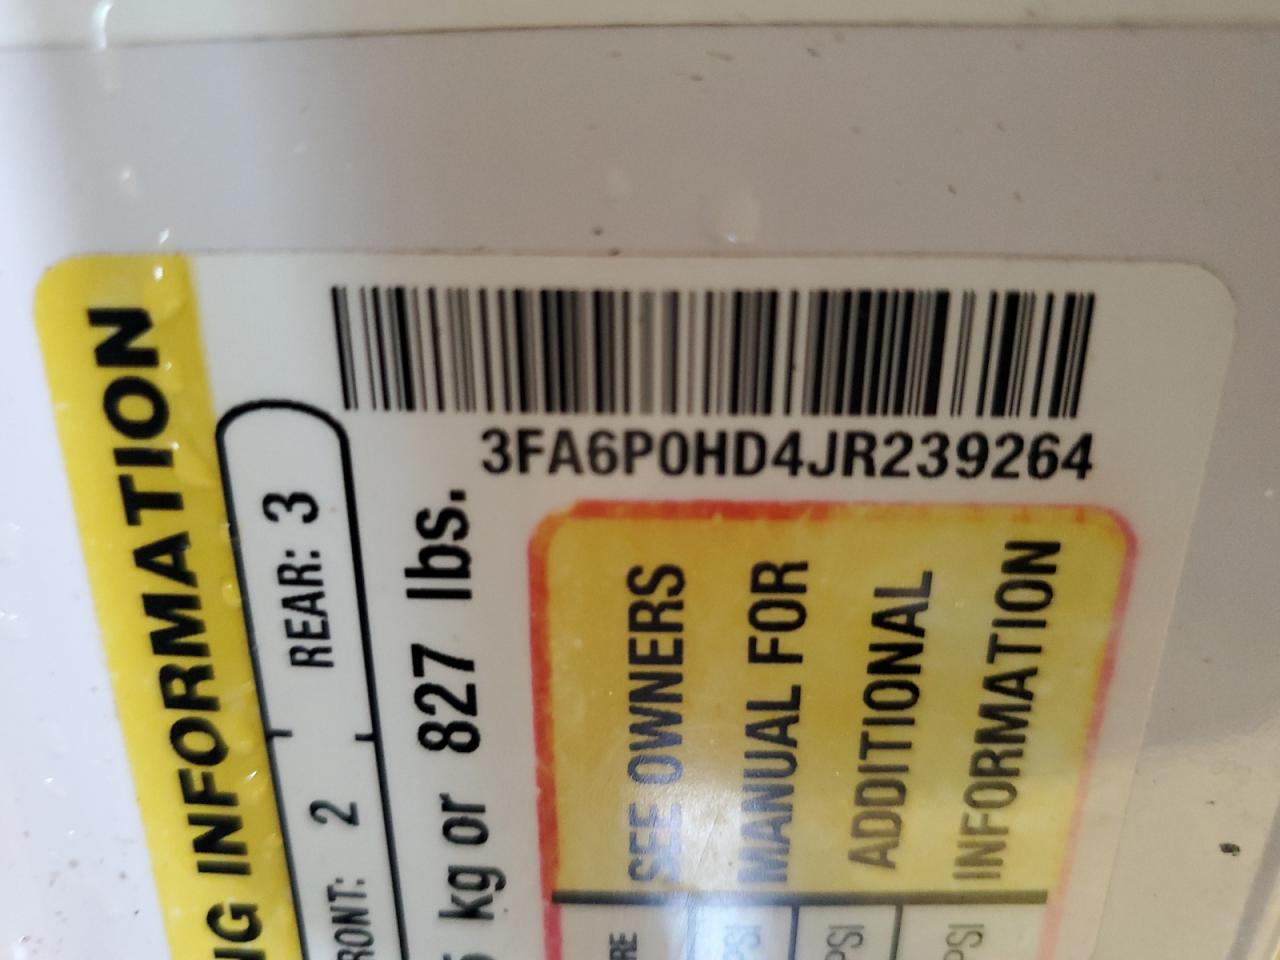 3FA6P0HD4JR239264
NG INFORMATION
FRONT: 2 REAR: 3
kg or 827 lbs.
SEE OWNERS
MANUAL FOR
ADDITIONAL
INFORMATION
PSI
PSI
PSI